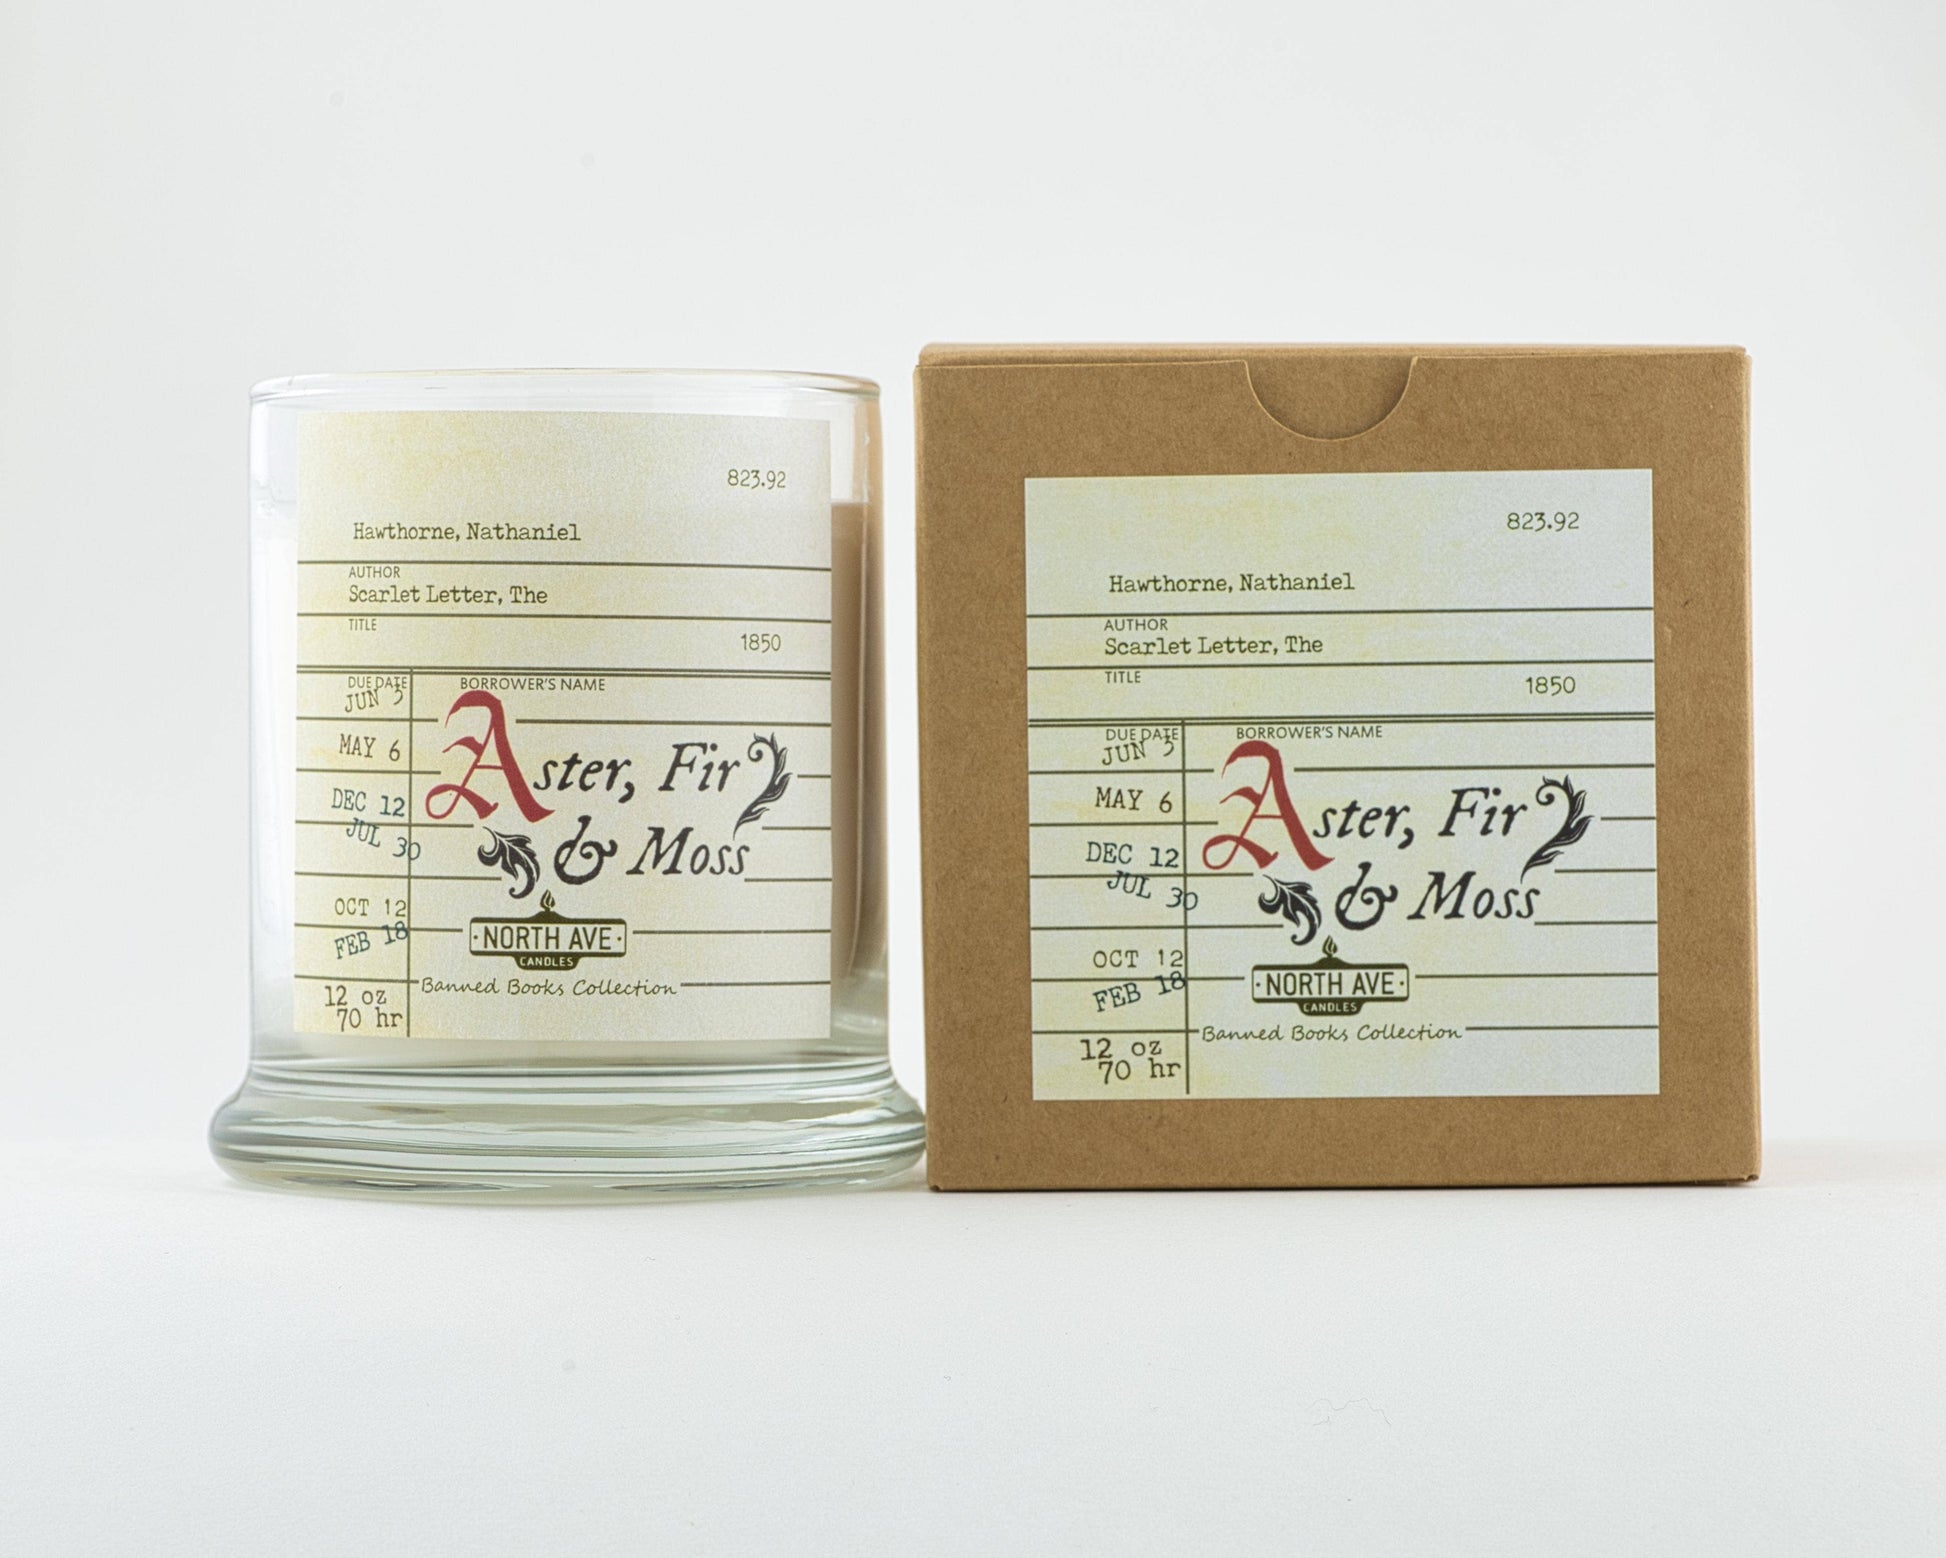 823.92
Hawthorne, Nathaniel
AUTHOR
Scarlet Letter, The
TITLE
1850
DUE DATE
BORROWER'S NAME
JUN 3
MAY 6
DEC 12
JUL 30
OCT 12
FEB 18
Aster, Fir
& Moss
NORTH AVE
CANDLES
Banned Books Collection
12 oz
70 hr
823.92
Hawthorne, Nathaniel
AUTHOR
Scarlet Letter, The
TITLE
1850
DUE DATE
BORROWER'S NAME
JUN 3
MAY 6
DEC 12
JUL 30
OCT 12
FEB 18
Aster, Fir
& Moss
NORTH AVE
CANDLES
Banned Books Collection
12 oz
70 hr